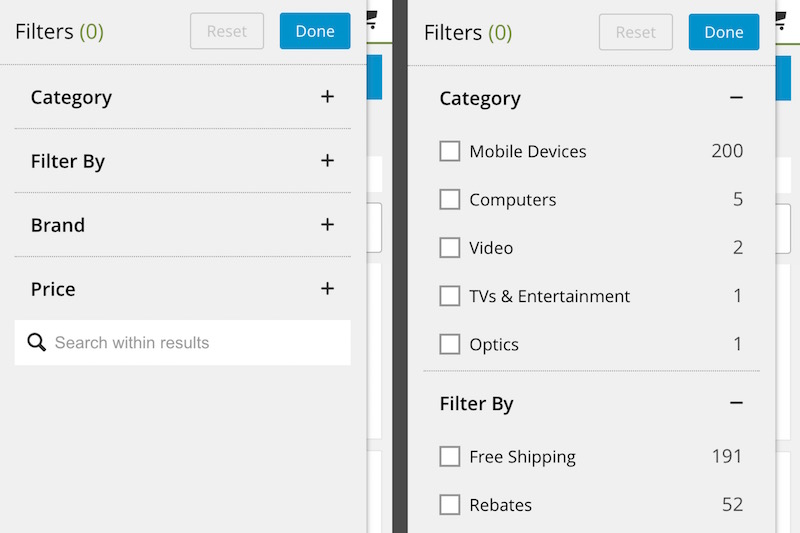 Filters (0)
Reset
Done
Category
Filter By
Brand
Price
Search within results
Filters (0)
Reset
Done
Category
Mobile Devices 200
Computers 5
Video 2
TVs & Entertainment 1
Optics 1
Filter By
Free Shipping 191
Rebates 52